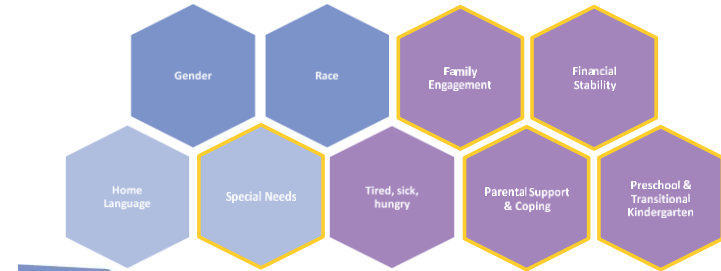 Gender
Race
Family
Engagement
Financial
Stability
Home
Language
Special Needs
Tired, sick,
hungry
Parental Support
& Coping
Preschool &
Transitional
Kindergarten